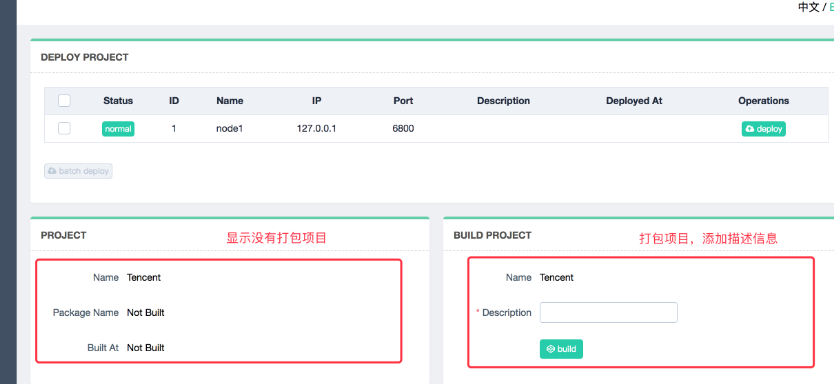 中文 / E
DEPLOY PROJECT
Status ID Name IP Port Description Deployed At Operations
normal 1 node1 127.0.0.1 6800 deploy
batch deploy
PROJECT
显示没有打包项目
Name Tencent
Package Name Not Built
Built At Not Built
BUILD PROJECT
打包项目，添加描述信息
Name Tencent
* Description
build